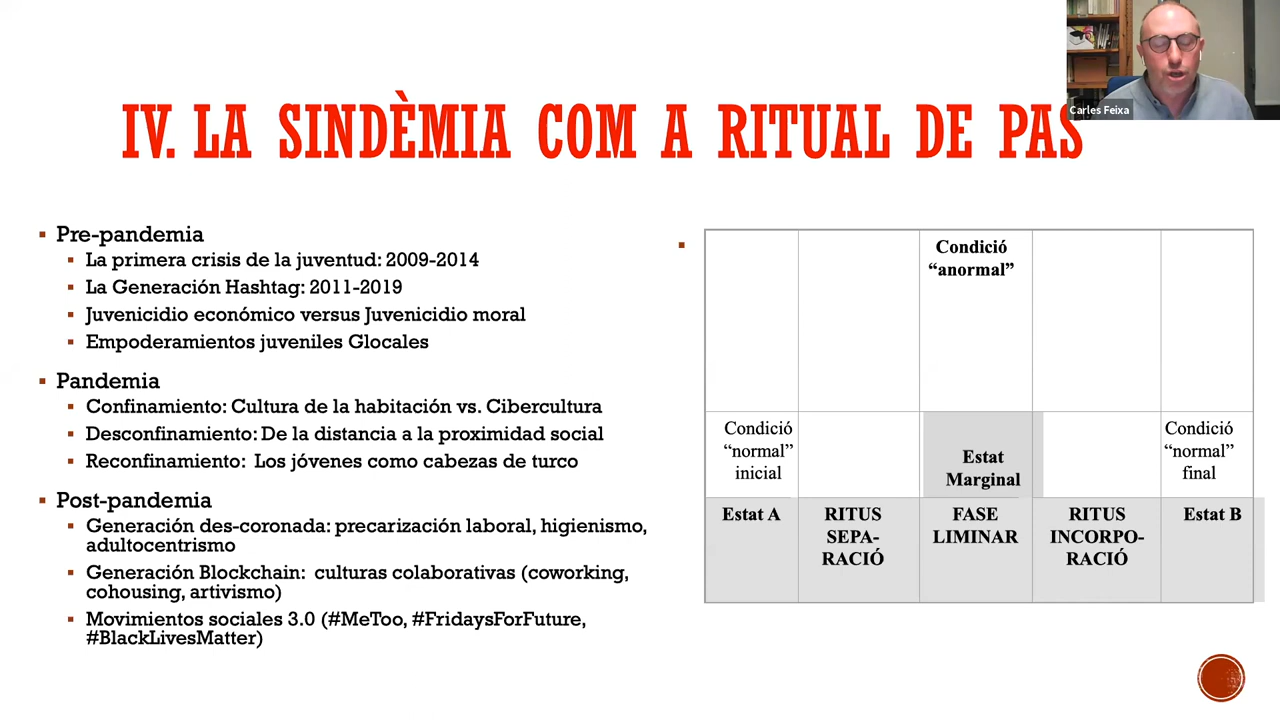 Carles Feixa
IV. LA SINDÈMIA COM A RITUAL DE PAS
Pre-pandemia
La primera crisis de la juventud: 2009-2014
La Generación Hashtag: 2011-2019
Juvenicidio económico versus Juvenicidio moral
Empoderamientos juveniles Glocales
Pandemia
Confinamiento: Cultura de la habitación vs. Cibercultura
Desconfinamiento: De la distancia a la proximidad social
Reconfinamiento: Los jóvenes como cabezas de turco
Post-pandemia
Generación des-coronada: precarización laboral, higienismo,
adultocentrismo
Generación Blockchain: culturas colaborativas (coworking,
cohousing, artivismo)
Movimientos sociales 3.0 (#MeToo, #FridaysForFuture,
#BlackLivesMatter)
Condició
“anormal”
Condició
“normal”
inicial
Estat
Marginal
Condició
“normal”
final
Estat A
RITUS
SEPA-
RACIÓ
FASE
LIMINAR
RITUS
INCORPO-
RACIÓ
Estat B